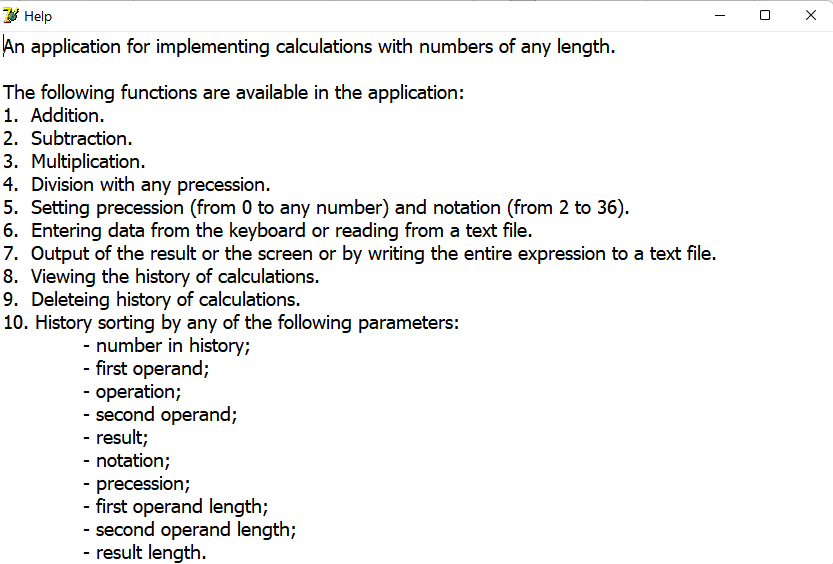 Help
An application for implementing calculations with numbers of any length.
The following functions are available in the application:
1. Addition.
2. Subtraction.
3. Multiplication.
4. Division with any precession.
5. Setting precession (from 0 to any number) and notation (from 2 to 36).
6. Entering data from the keyboard or reading from a text file.
7. Output of the result or the screen or by writing the entire expression to a text file.
8. Viewing the history of calculations.
9. Deleteing history of calculations.
10. History sorting by any of the following parameters:
- number in history;
- first operand;
- operation;
- second operand;
- result;
- notation;
- precession;
- first operand length;
- second operand length;
- result length.